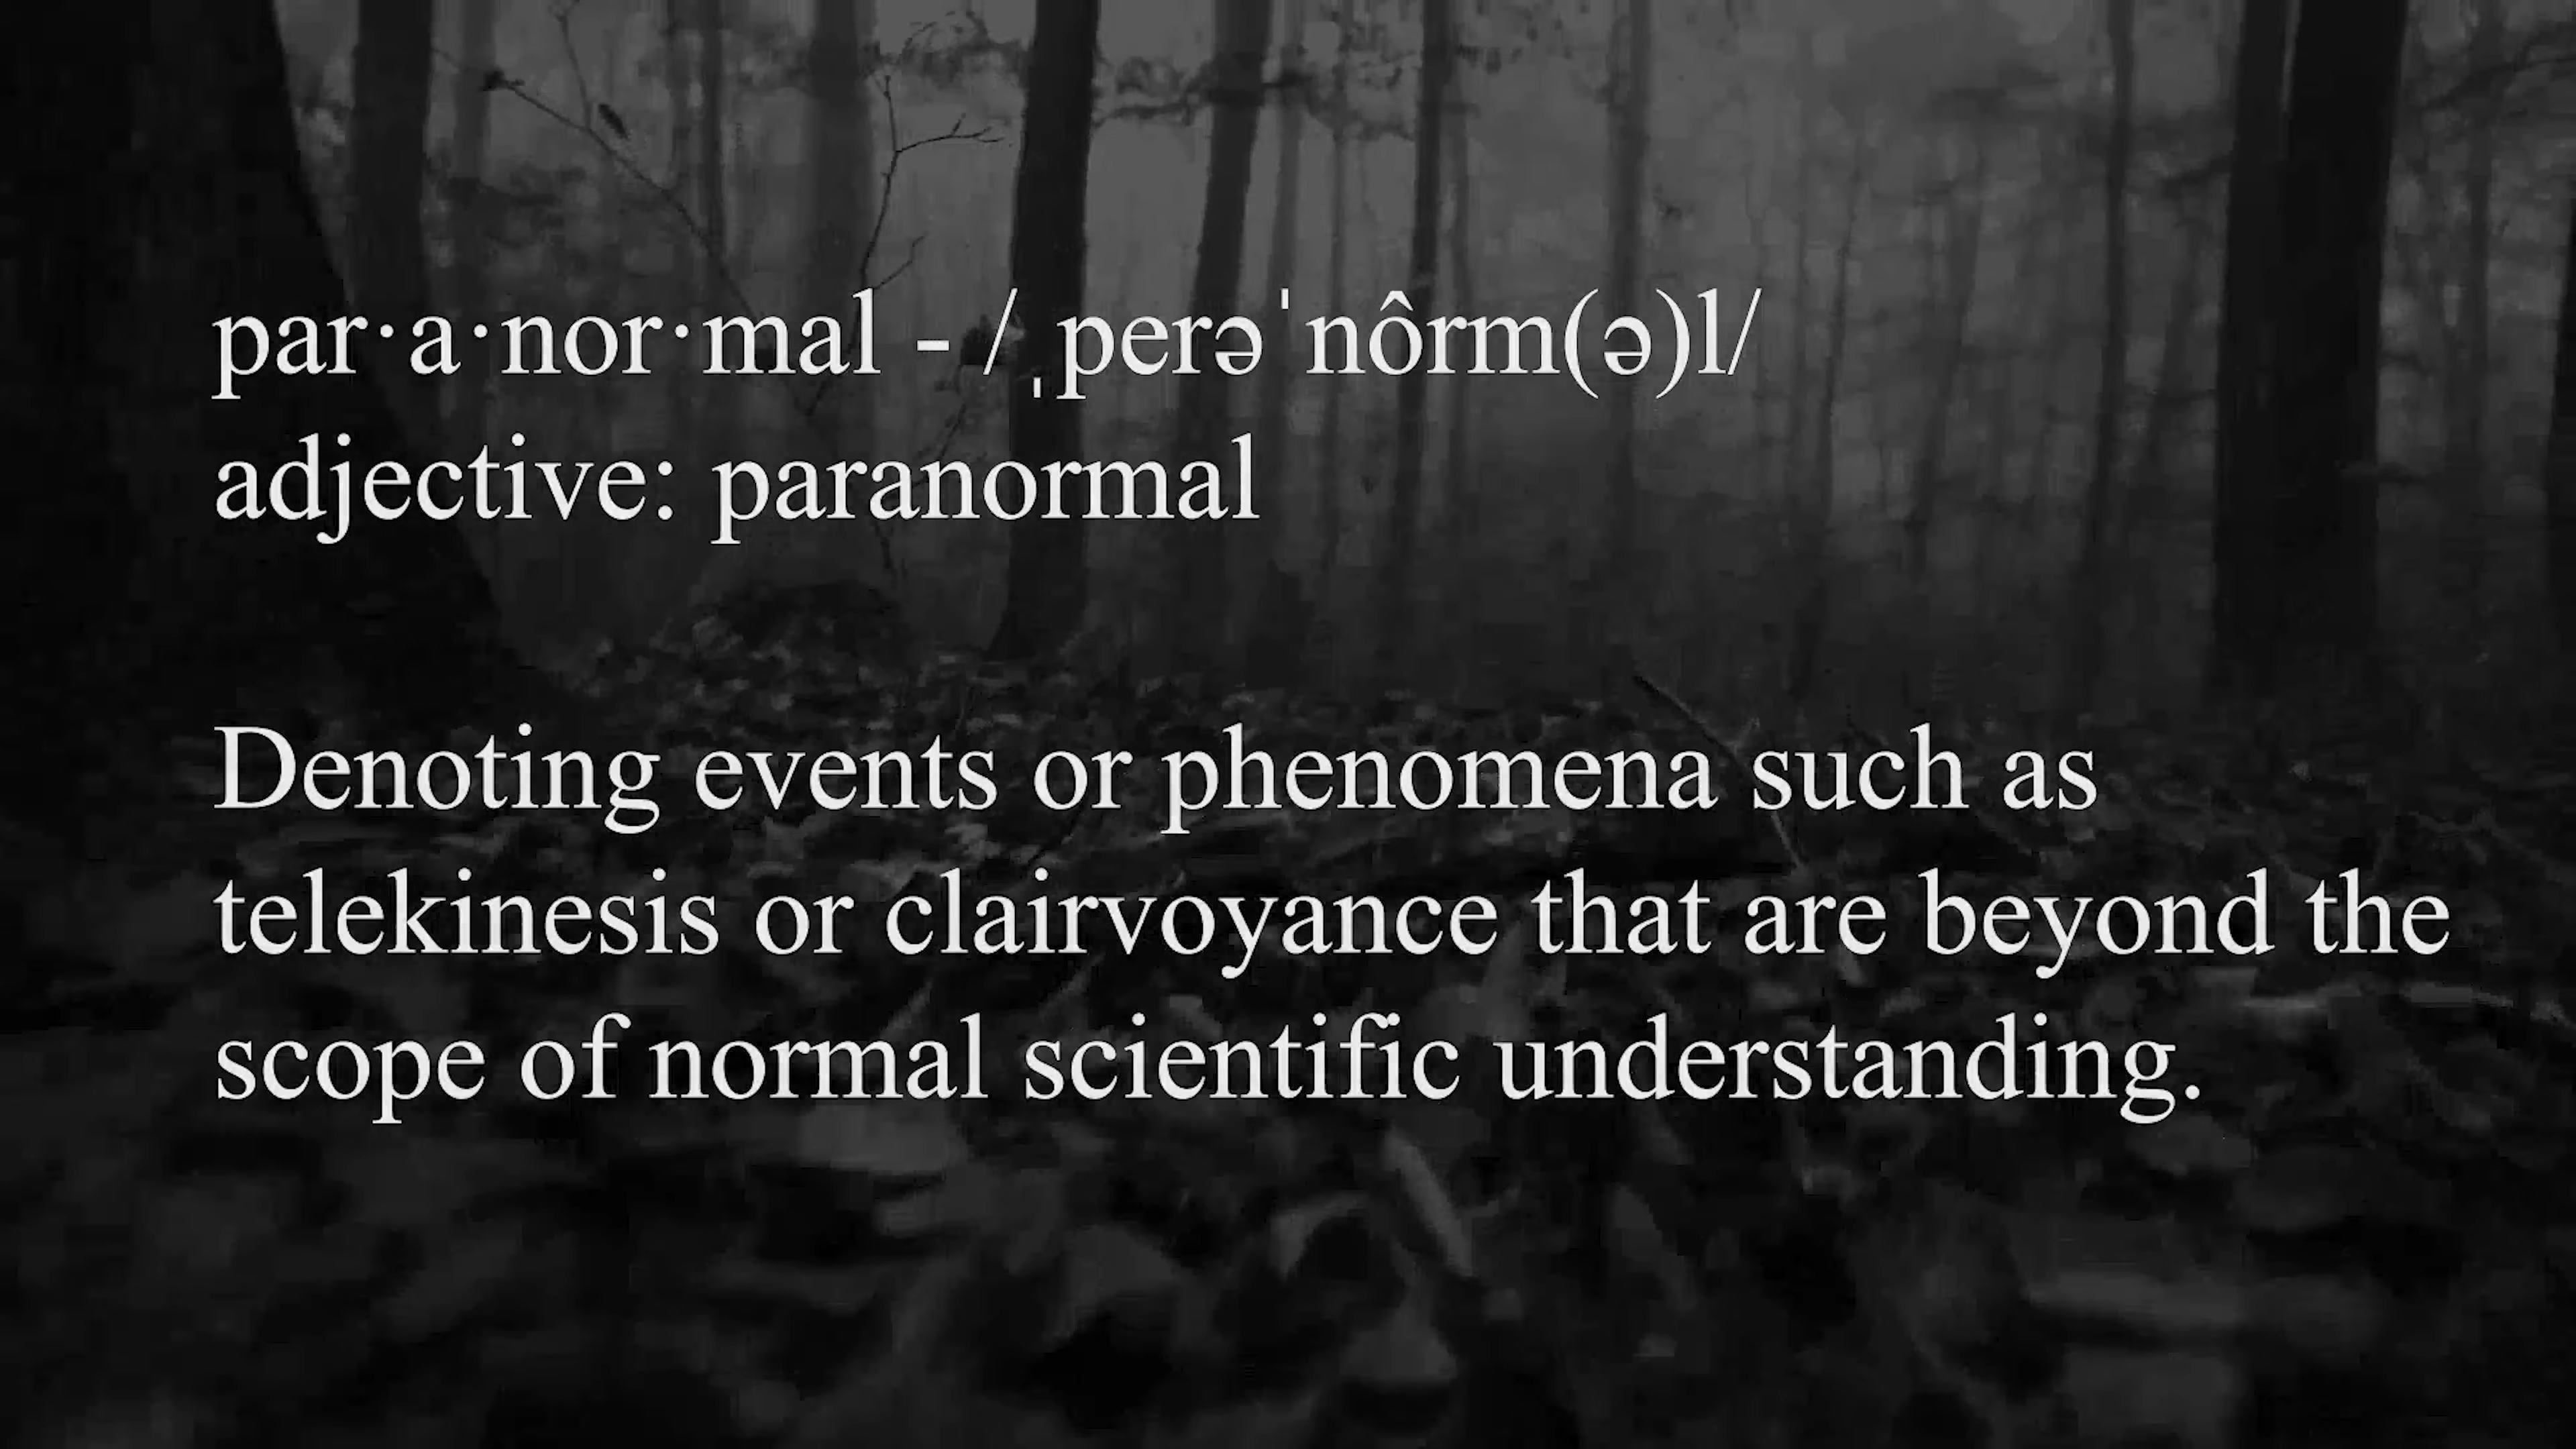 par·a·nor·mal - /ˌperəˈnôrm(ə)l/
adjective: paranormal
Denoting events or phenomena such as
telekinesis or clairvoyance that are beyond the
scope of normal scientific understanding.